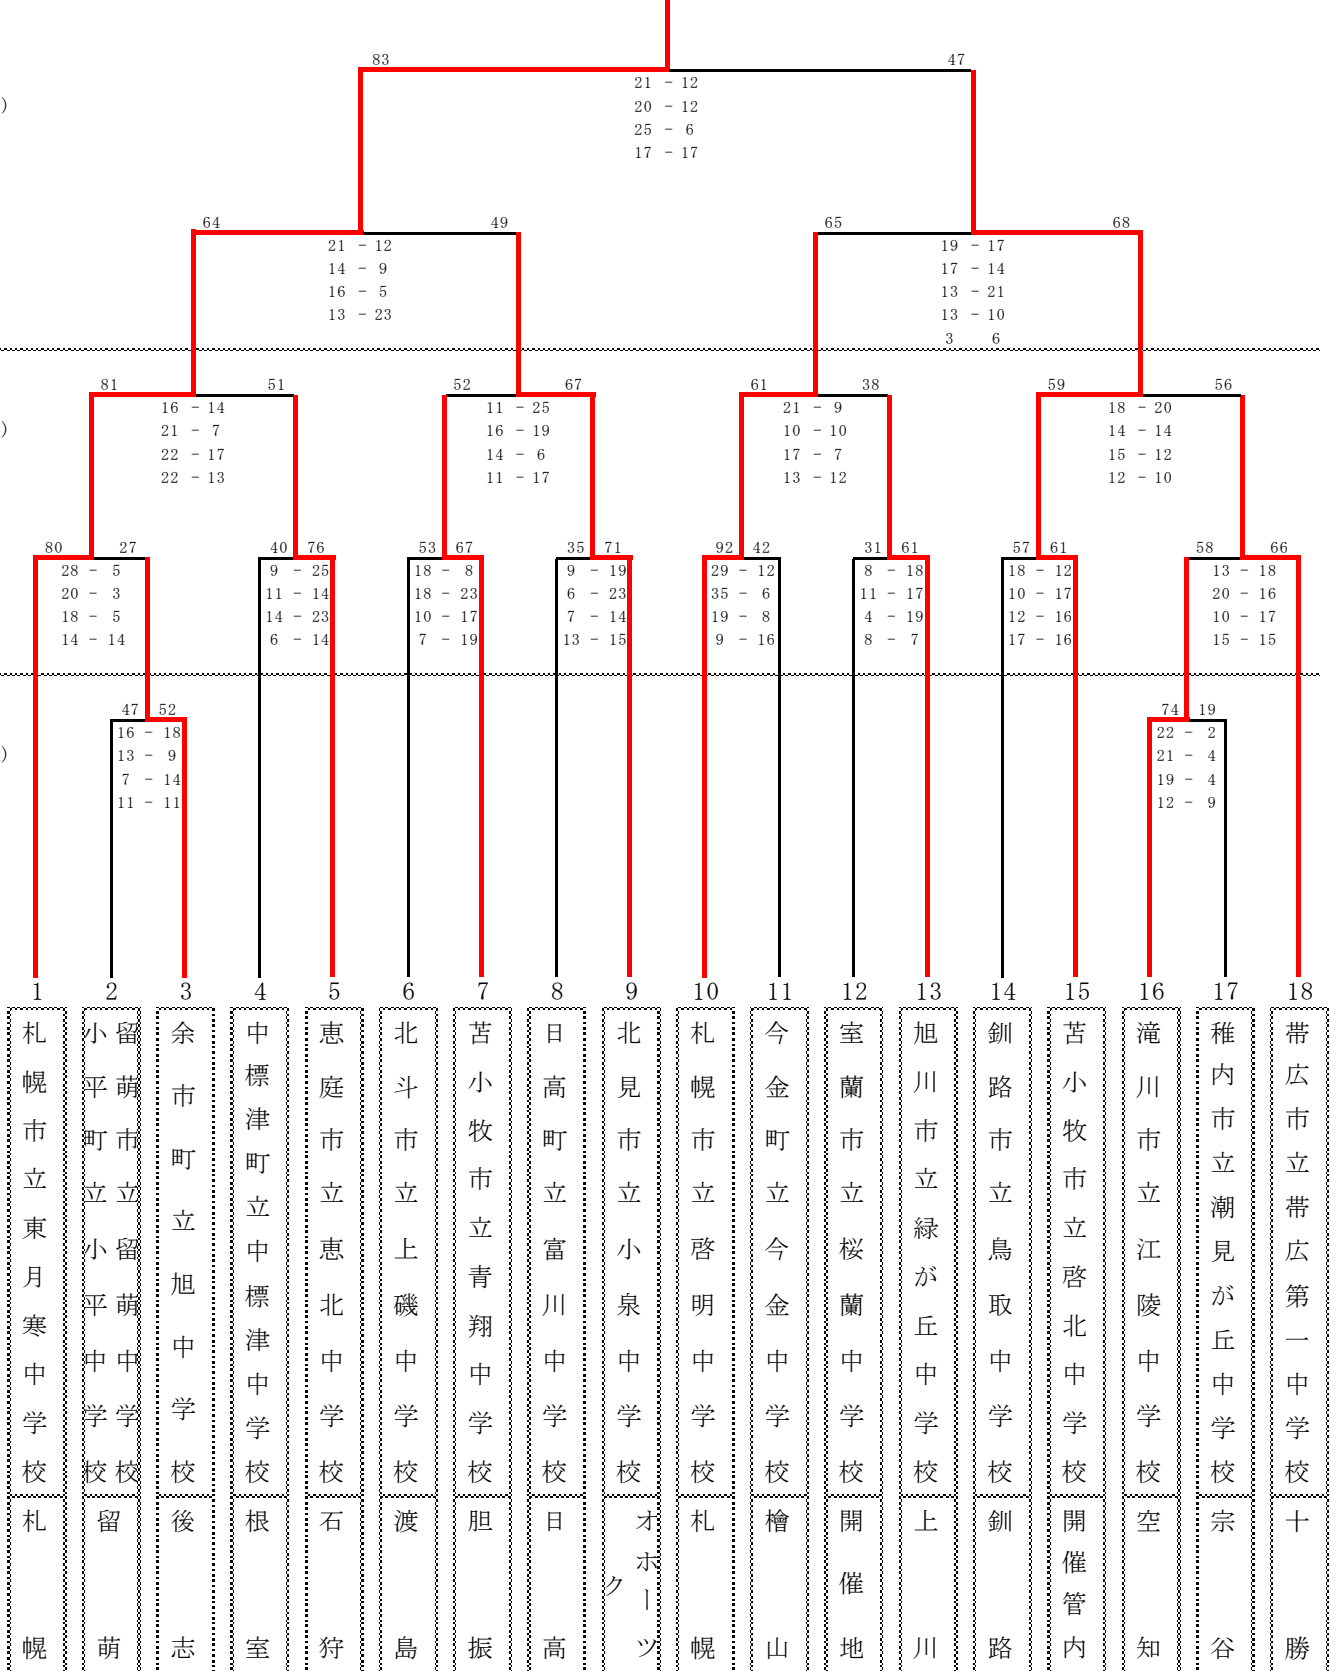 83 47
21 - 12
)
20 - 12
25 - 6
17 - 17
64 49 65 68
21 - 12 19 - 17
14 - 9 17 - 14
16 - 5 13 - 21
13 - 23 13 - 10
3 6
81 51 52 67 61 38 59 56
16 - 14 11 - 25 21 - 9 18 - 20
)
21 - 7 16 - 19 10 - 10 14 - 14
22 - 17 14 - 6 17 - 7 15 - 12
22 - 13 11 - 17 13 - 12 12 - 10
80 27 40 76 53 67 35 71 92 42 31 61 57 61 58 66
28 - 5 9 - 25 18 - 8 9 - 19 29 - 12 8 - 18 18 - 12 13 - 18
20 - 3 11 - 14 18 - 23 6 - 23 35 - 6 11 - 17 10 - 17 20 - 16
18 - 5 14 - 23 10 - 17 7 - 14 19 - 8 4 - 19 12 - 16 10 - 17
14 - 14 6 - 14 7 - 19 13 - 15 9 - 16 8 - 7 17 - 16 15 - 15
47 52 74 19
16 - 18 22 - 2
)
13 - 9 21 - 4
7 - 14 19 - 4
11 - 11 12 - 9
1 2 3 4 5 6 7 8 9 10 11 12 13 14 15 16 17 18
札幌市立東月寒中学校
留萌市立留萌中学校
小平町立小平中学校
余市町立旭中学校
中標津町立中標津中学校
恵庭市立恵北中学校
北斗市立上磯中学校
苫小牧市立青翔中学校
日高町立富川中学校
北見市立小泉中学校
札幌市立啓明中学校
今金町立今金中学校
室蘭市立桜蘭中学校
旭川市立緑が丘中学校
釧路市立鳥取中学校
苫小牧市立啓北中学校
滝川市立江陵中学校
稚内市立潮見が丘中学校
帯広市立帯広第一中学校
札幌
留萌
後志
根室
石狩
渡島
胆振
日高
オホーツ
ク
札幌
檜山
開催地
上川
釧路
開催管内
空知
宗谷
十勝